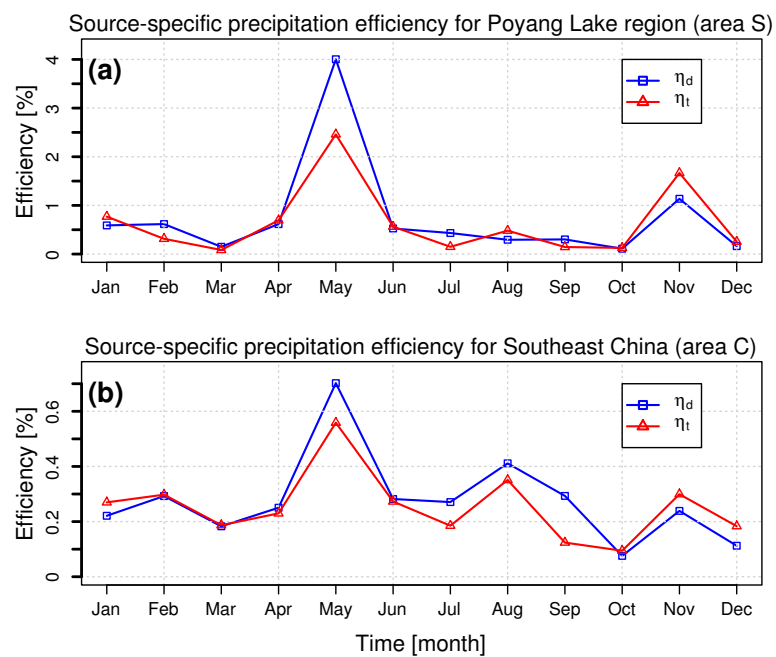 Source-specific precipitation efficiency for Poyang Lake region (area S)
(a)
Efficiency [%]
4
3
2
1
0
ηd
ηt
Jan Feb Mar Apr May Jun Jul Aug Sep Oct Nov Dec
Source-specific precipitation efficiency for Southeast China (area C)
(b)
Efficiency [%]
0.6
0.4
0.2
0
ηd
ηt
Jan Feb Mar Apr May Jun Jul Aug Sep Oct Nov Dec
Time [month]